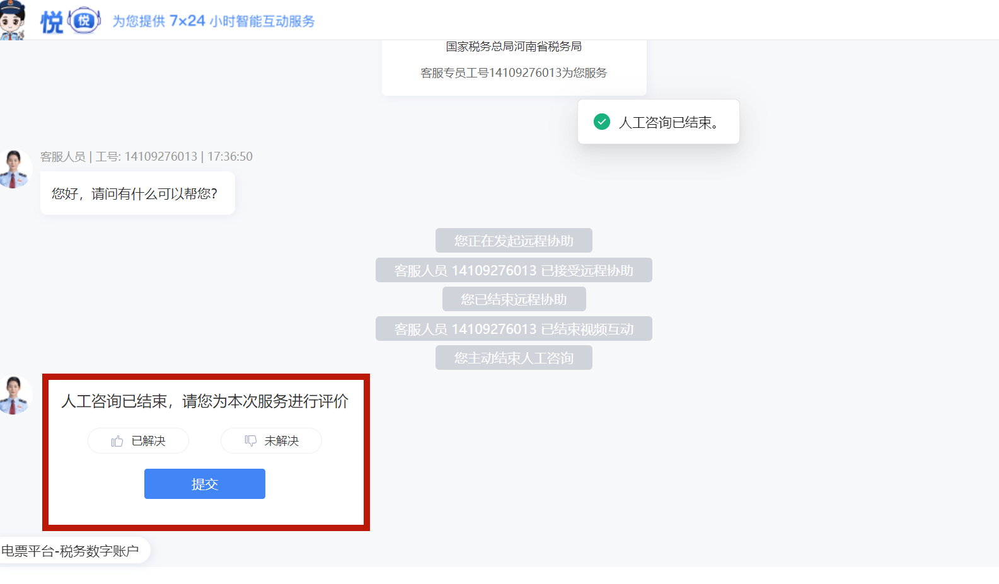 悦 悦 为您提供 7×24 小时智能互动服务
国家税务总局河南省税务局
客服专员工号14109276013为您服务
人工咨询已结束。
客服人员 | 工号: 14109276013 | 17:36:50
您好，请问有什么可以帮您？
您正在发起远程协助
客服人员 14109276013 已接受远程协助
您已结束远程协助
客服人员 14109276013 已结束视频互动
您主动结束人工咨询
人工咨询已结束，请您为本次服务进行评价
已解决 未解决
提交
电票平台-税务数字账户